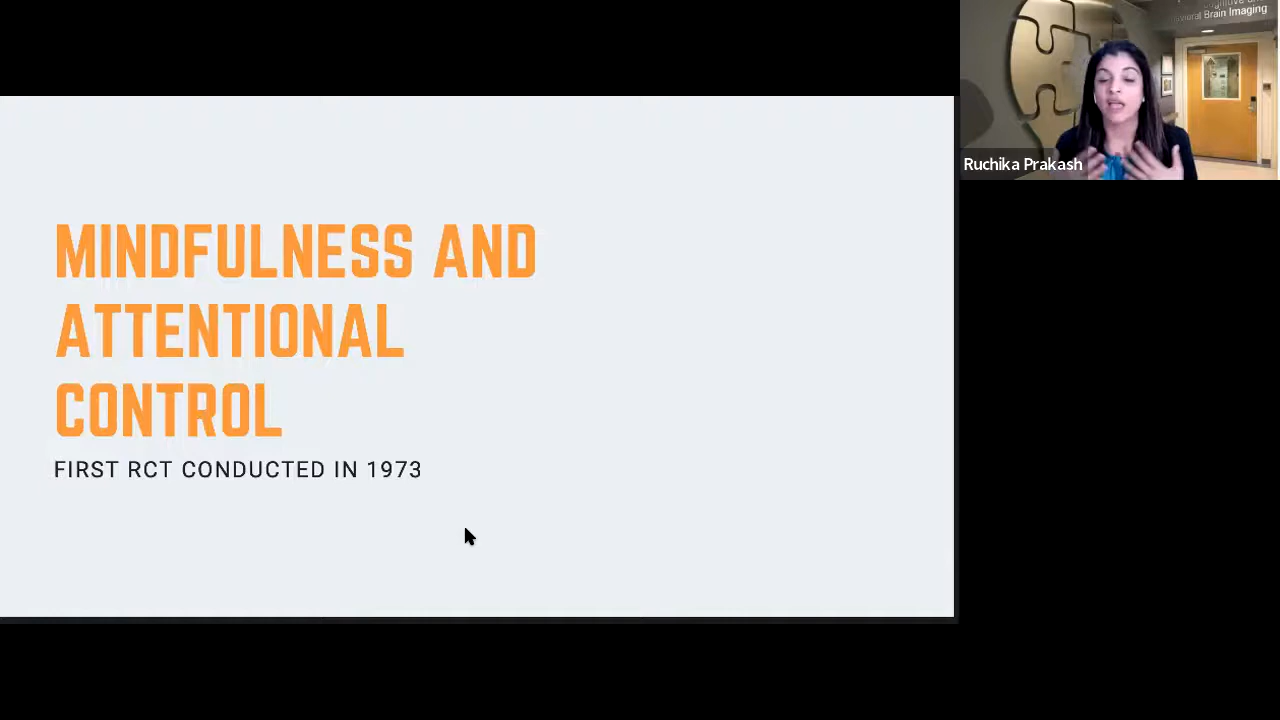 MINDFULNESS AND
ATTENTIONAL
CONTROL
FIRST RCT CONDUCTED IN 1973
Brain Imaging
Ruchika Prakash